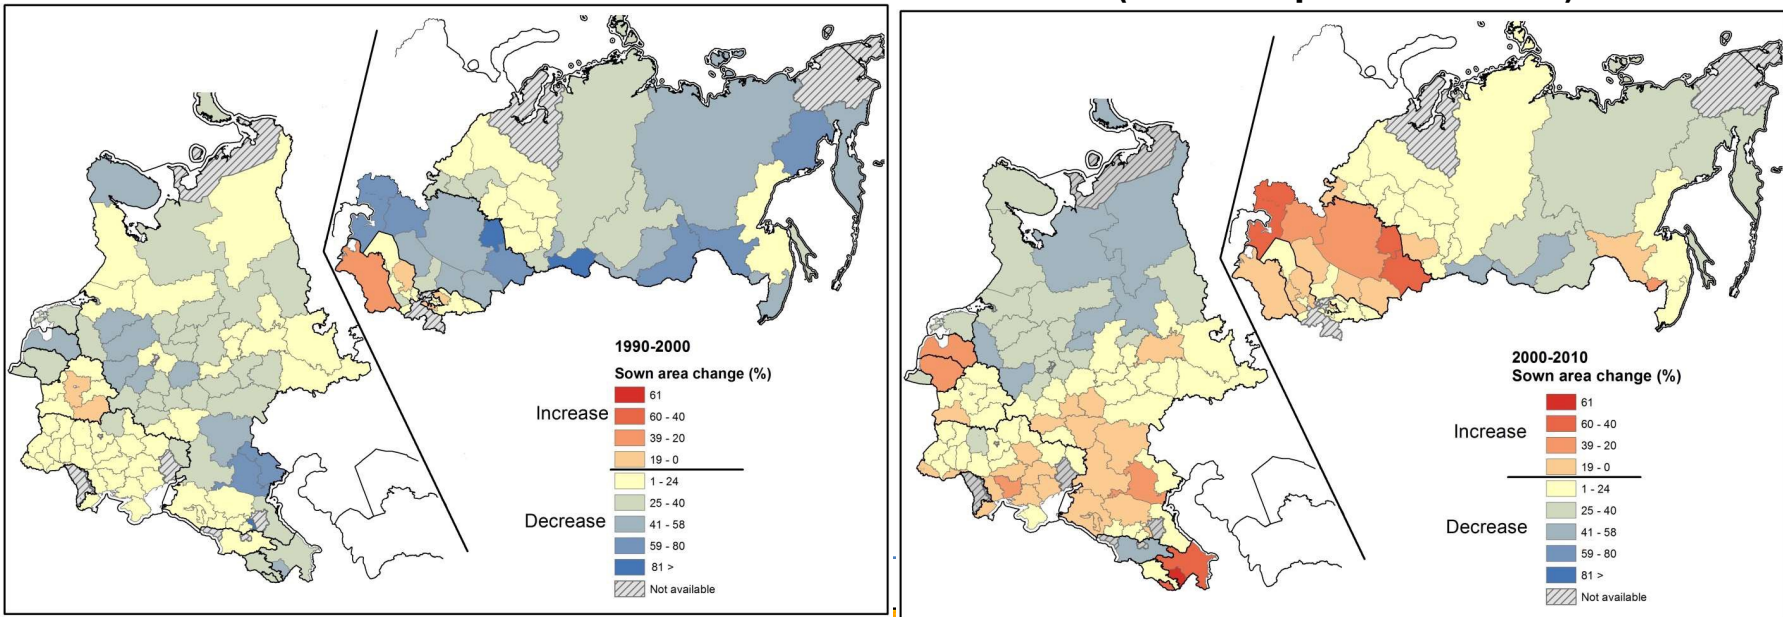 1990-2000
Sown area change (%)
Increase
61
60 - 40
39 - 20
19 - 0
Decrease
1 - 24
25 - 40
41 - 58
59 - 80
81 >
Not available
2000-2010
Sown area change (%)
Increase
61
60 - 40
39 - 20
19 - 0
Decrease
1 - 24
25 - 40
41 - 58
59 - 80
81 >
Not available